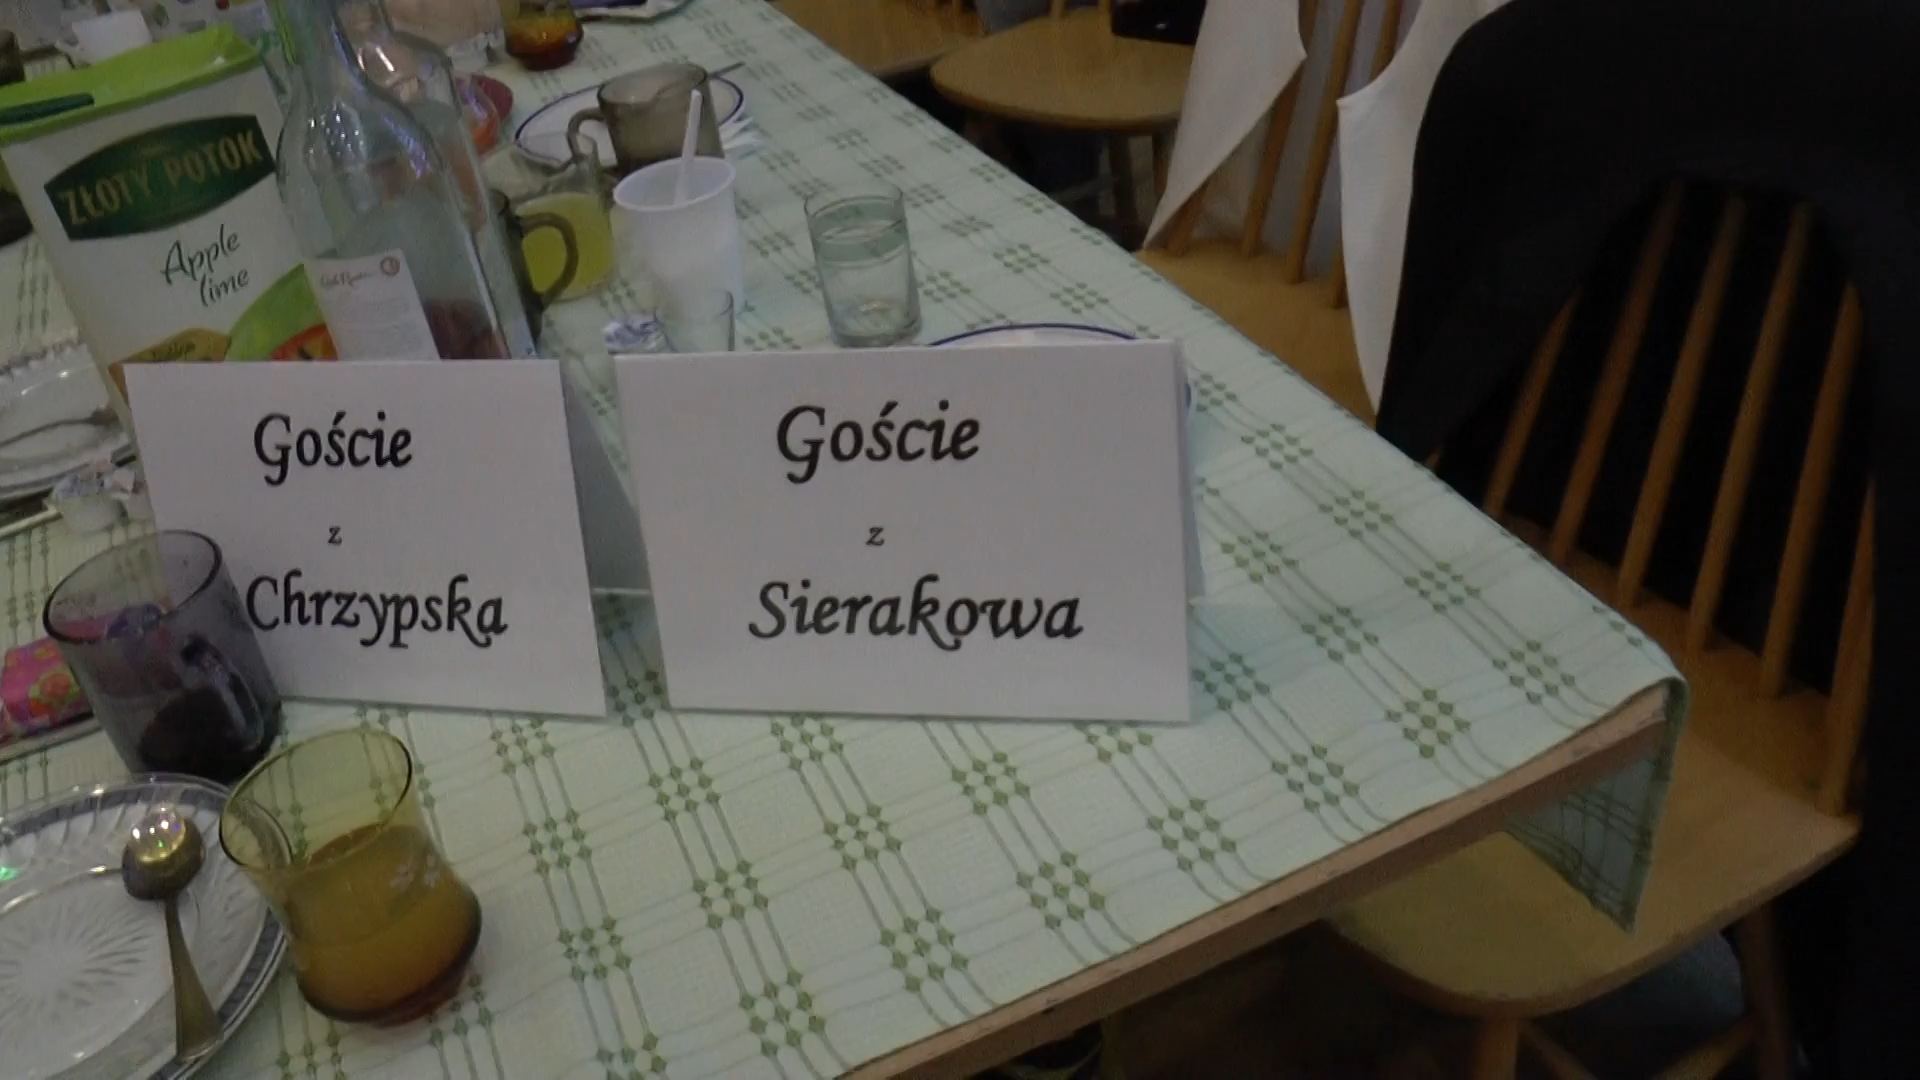 ZŁOTY POTOK
Apple
lime
Goście
z
Chrzypska
Goście
z
Sierakowa